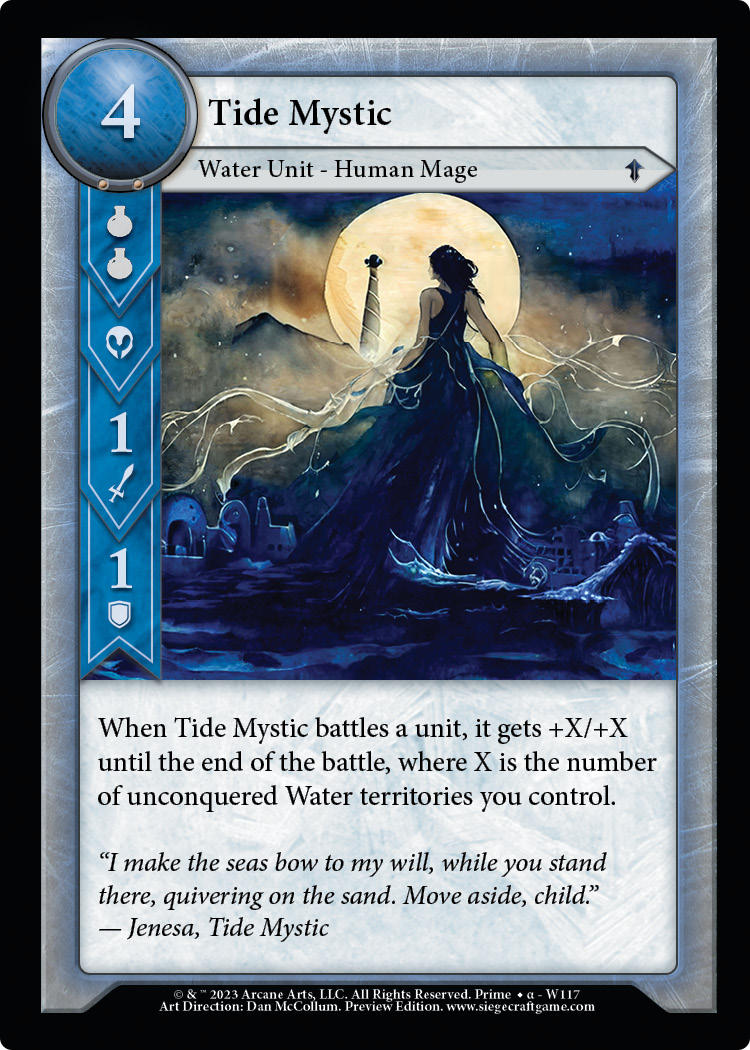 4
Tide Mystic
Water Unit - Human Mage
1
1
When Tide Mystic battles a unit, it gets +X/+X
until the end of the battle, where X is the number
of unconquered Water territories you control.
“I make the seas bow to my will, while you stand
there, quivering on the sand. Move aside, child.”
— Jenesa, Tide Mystic
© & ™ 2023 Arcane Arts, LLC. All Rights Reserved. Prime ⬥ α - W117
Art Direction: Dan McCollum. Preview Edition. www.siegecraftgame.com